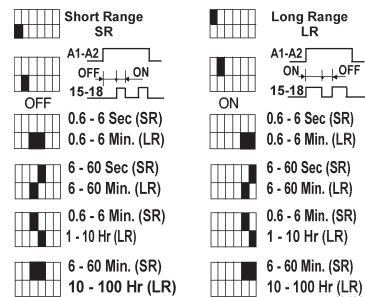 Short Range
SR
Long Range
LR
A1-A2
OFF ON
15-18
OFF
A1-A2
ON OFF
15-18
ON
0.6 - 6 Sec (SR)
0.6 - 6 Min. (LR)
0.6 - 6 Sec (SR)
0.6 - 6 Min. (LR)
6 - 60 Sec (SR)
6 - 60 Min. (LR)
6 - 60 Sec (SR)
6 - 60 Min. (LR)
0.6 - 6 Min. (SR)
1 - 10 Hr (LR)
0.6 - 6 Min. (SR)
1 - 10 Hr (LR)
6 - 60 Min. (SR)
10 - 100 Hr (LR)
6 - 60 Min. (SR)
10 - 100 Hr (LR)